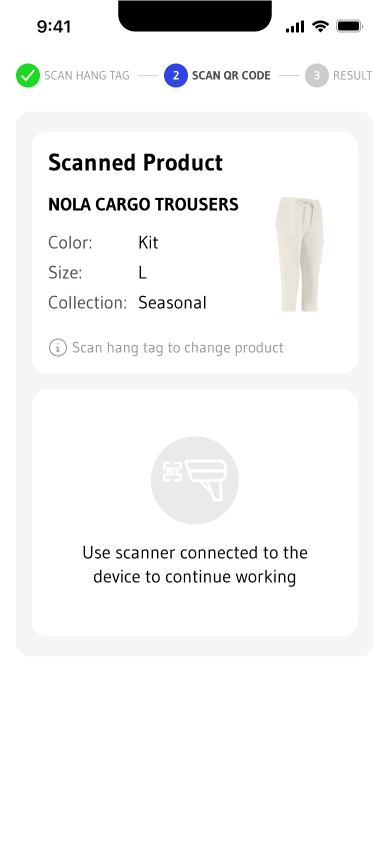 9:41
SCAN HANG TAG
2 SCAN QR CODE
3 RESULT
Scanned Product
NOLA CARGO TROUSERS
Color: Kit
Size: L
Collection: Seasonal
Scan hang tag to change product
Use scanner connected to the
device to continue working